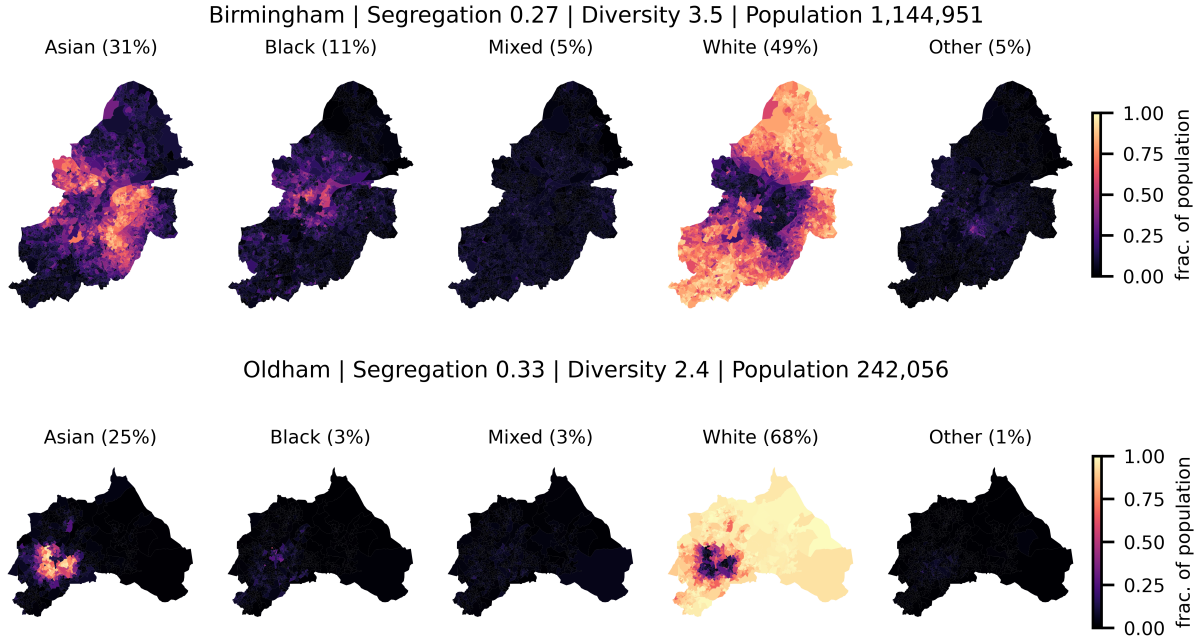 Birmingham | Segregation 0.27 | Diversity 3.5 | Population 1,144,951
Asian (31%)
Black (11%)
Mixed (5%)
White (49%)
Other (5%)
1.00
0.75
0.50
0.25
0.00
frac. of population
Oldham | Segregation 0.33 | Diversity 2.4 | Population 242,056
Asian (25%)
Black (3%)
Mixed (3%)
White (68%)
Other (1%)
1.00
0.75
0.50
0.25
0.00
frac. of population